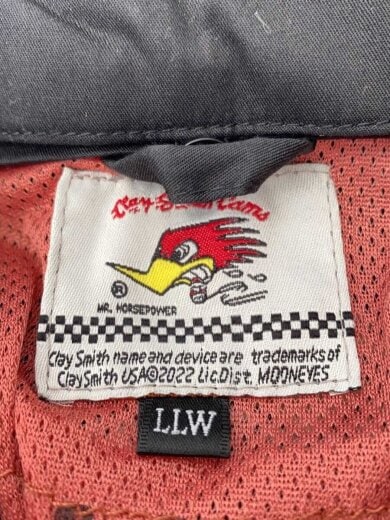 Clay Smith Cams
®
MR. HORSEPOWER
Clay Smith name and device are trademarks of
Clay Smith USA©2022 Lic.Dist. MOONEYES
LLW